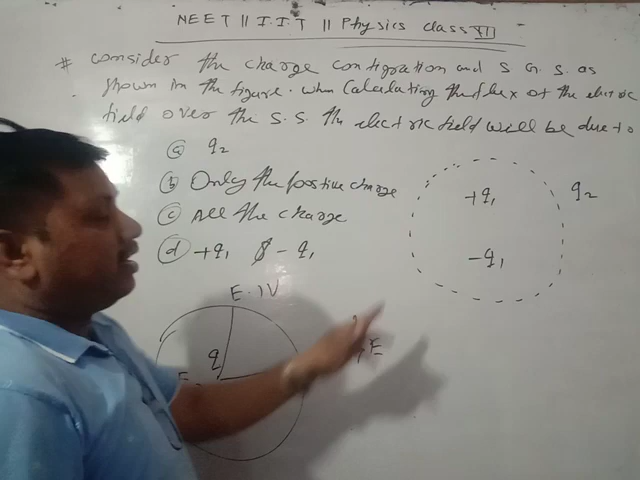 NEET || I.I.T || Physics class XII
# Consider the charge contigration and S G. S. as
shown in the figure. when Calculating the flux of the electric
field over the S.S. the electric field will be due to
(a) q2
(b) Only the positive charge
(c) All the charge
(d) +q1 & -q1
+q1
q2
-q1
E.IV
q
E